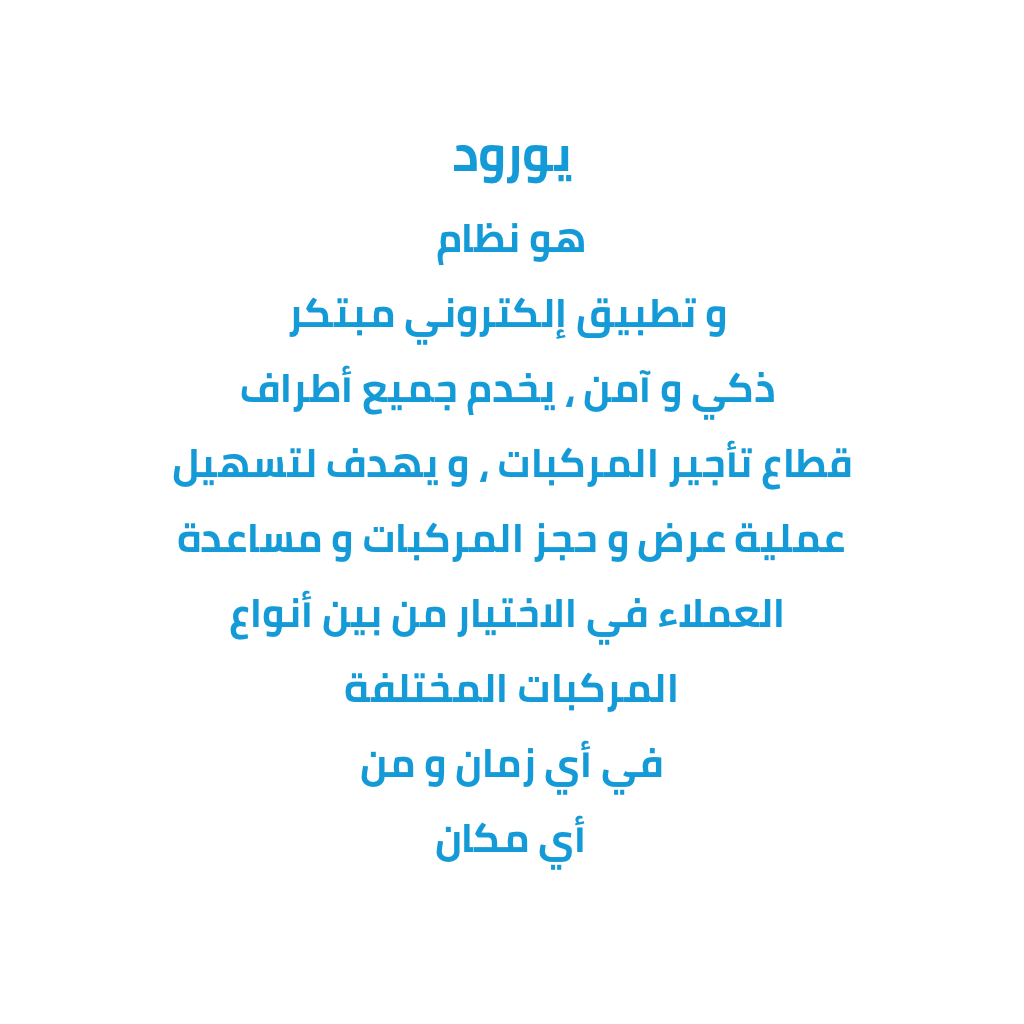 يورود
هو نظام
و تطبيق إلكتروني مبتكر
ذكي و آمن ، يخدم جميع أطراف
قطاع تأجير المركبات ، و يهدف لتسهيل
عملية عرض و حجز المركبات و مساعدة
العملاء في الاختيار من بين أنواع
المركبات المختلفة
في أي زمان و من
أي مكان